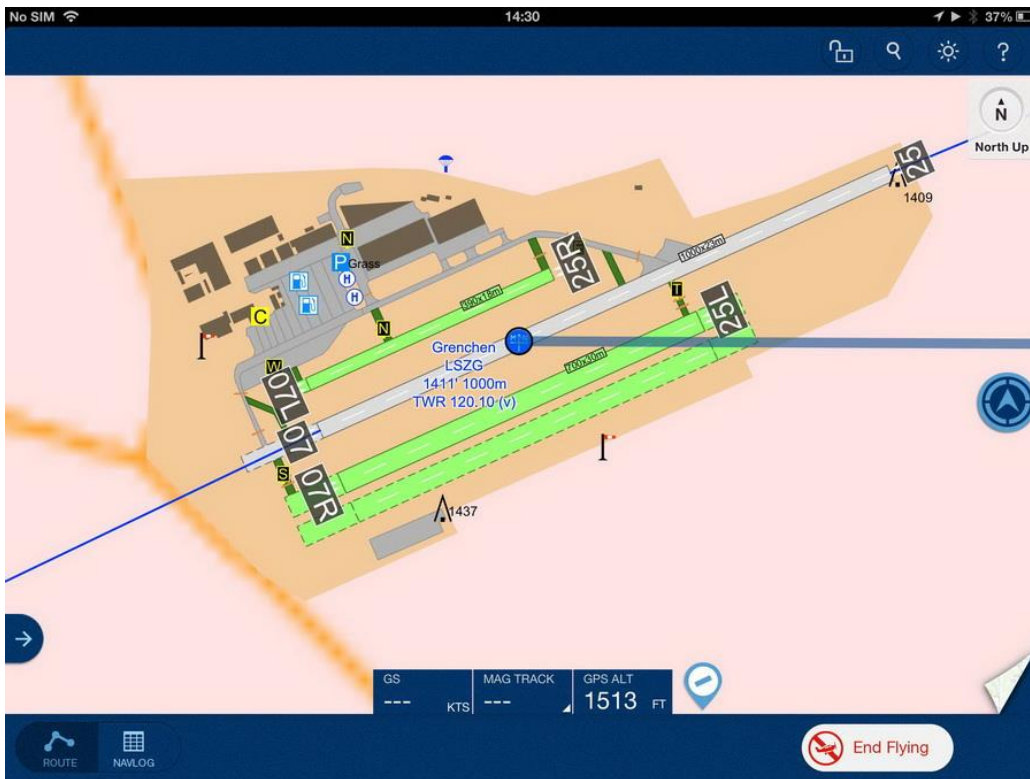 No SIM
14:30
37%
?
N
North Up
25
1409
N
1000x23m
P Grass
25R
H
H
390x18m
T
25L
C
N
Grenchen
LSZG
1411' 1000m
TWR 120.10 (v)
700x30m
W
07L
07
S
07R
1437
GS
--- KTS
MAG TRACK
---
GPS ALT
1513 FT
ROUTE
NAVLOG
End Flying